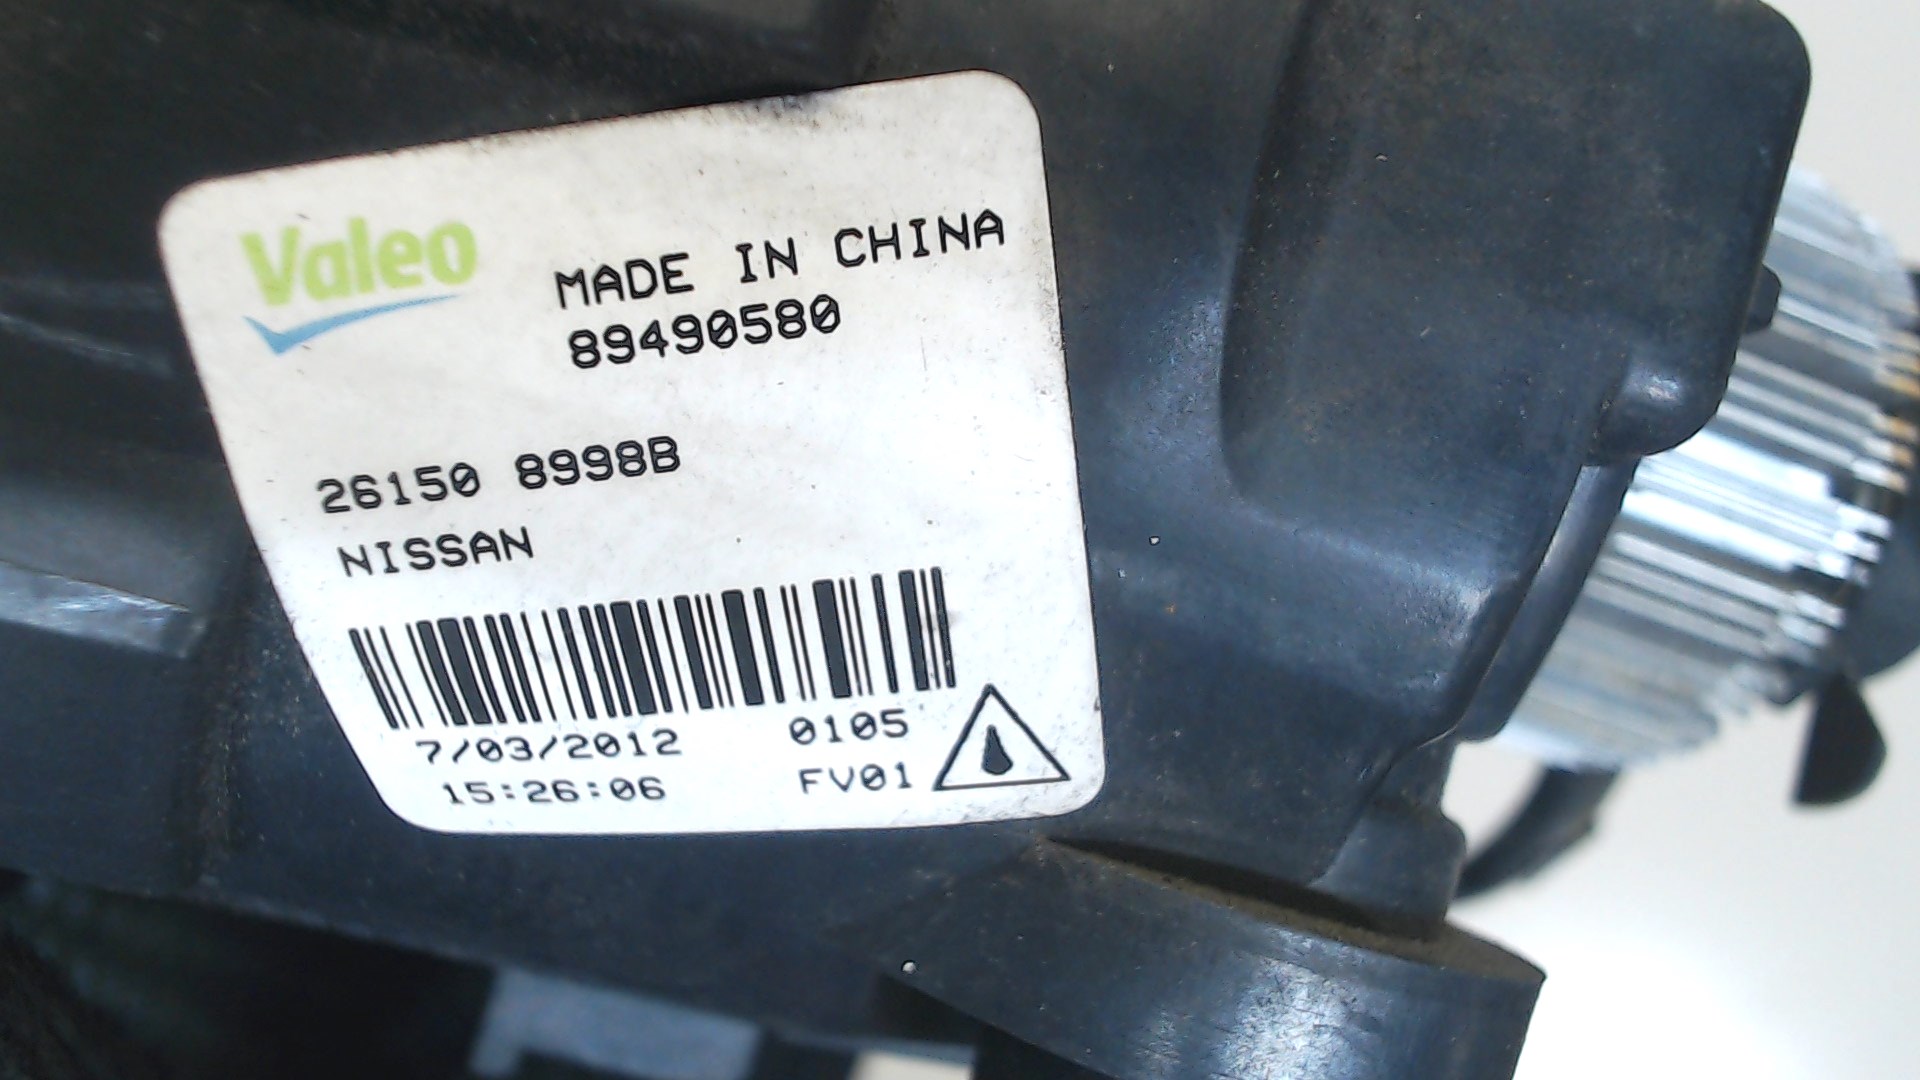 Valeo
MADE IN CHINA
89490580
26150 8998B
NISSAN
7/03/2012 0105
15:26:06 FV01